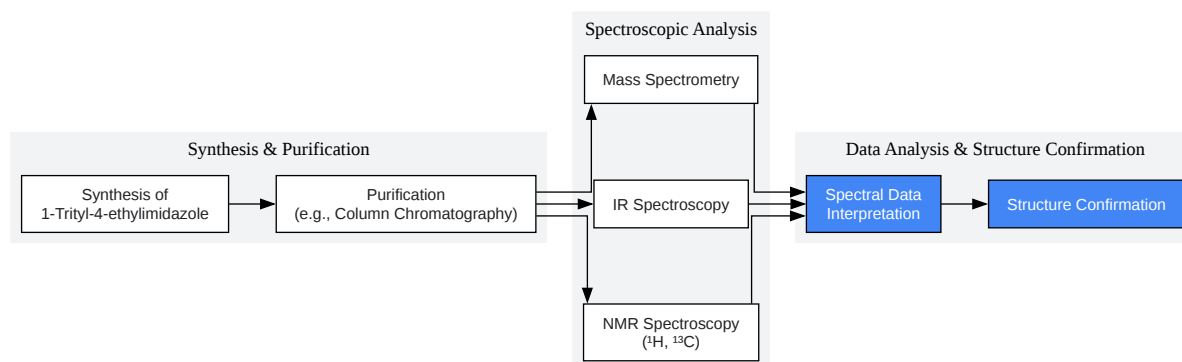 Synthesis & Purification
Synthesis of
1-Trityl-4-ethylimidazole
Purification
(e.g., Column Chromatography)
Spectroscopic Analysis
Mass Spectrometry
IR Spectroscopy
NMR Spectroscopy
(¹H, ¹³C)
Data Analysis & Structure Confirmation
Spectral Data
Interpretation
Structure Confirmation